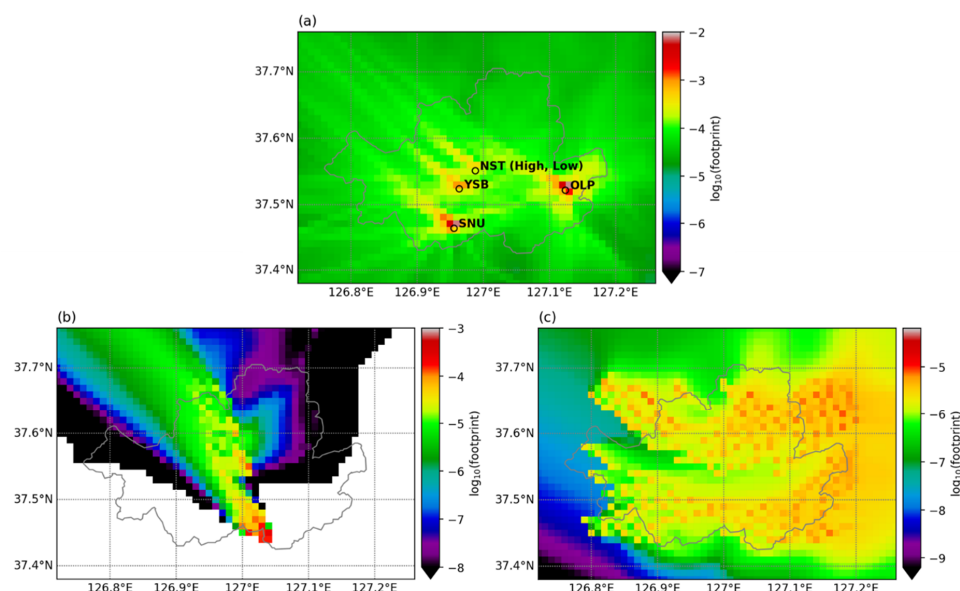 (a)
37.7°N
37.6°N
37.5°N
37.4°N
126.8°E 126.9°E 127°E 127.1°E 127.2°E
NST (High, Low)
YSB
OLP
SNU
−2
−3
−4
−5
−6
−7
log10(footprint)
(b)
37.7°N
37.6°N
37.5°N
37.4°N
126.8°E 126.9°E 127.0°E 127.1°E 127.2°E
−3
−4
−5
−6
−7
−8
log10(footprint)
(c)
37.7°N
37.6°N
37.5°N
37.4°N
126.8°E 126.9°E 127.0°E 127.1°E 127.2°E
−5
−6
−7
−8
−9
log10(footprint)